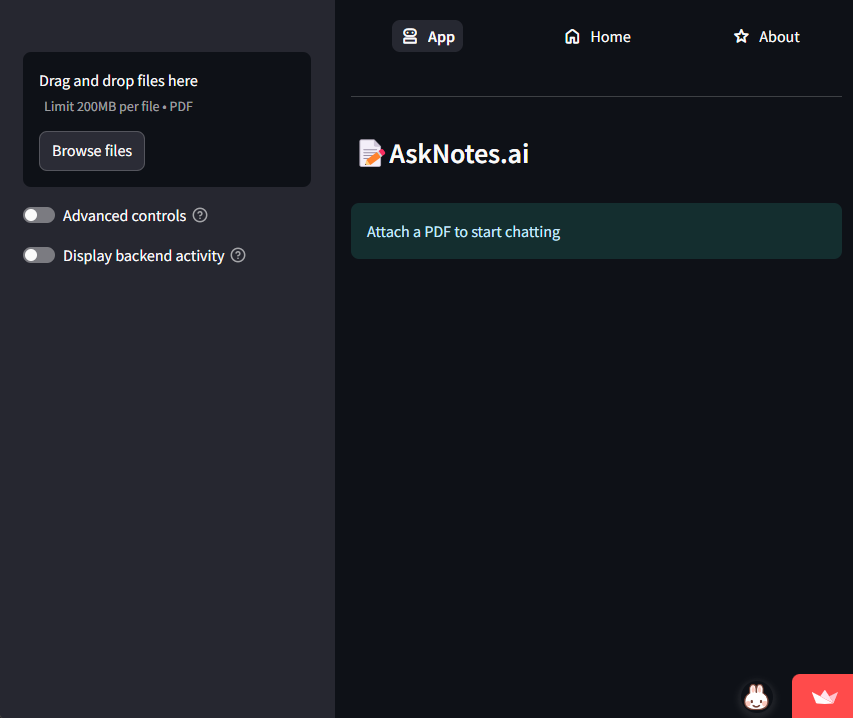 Drag and drop files here
Limit 200MB per file • PDF
Browse files
Advanced controls
Display backend activity
App
Home
About
AskNotes.ai
Attach a PDF to start chatting